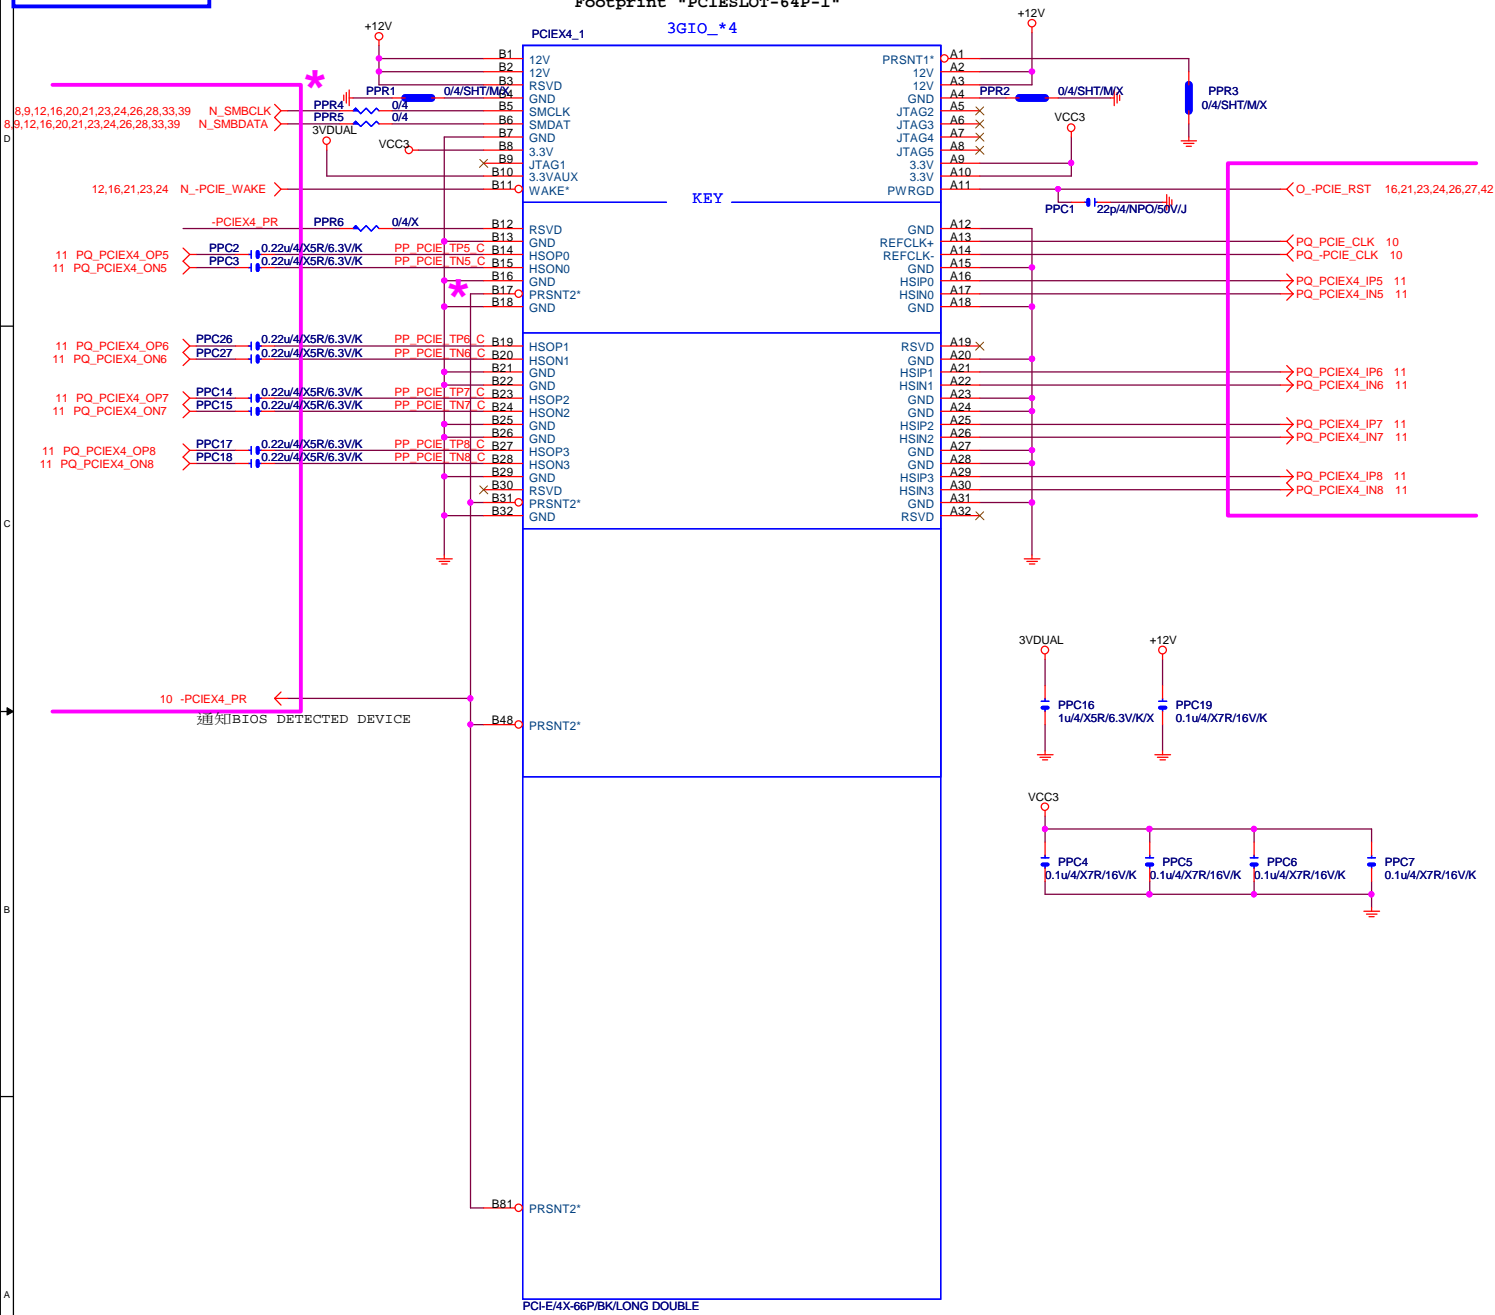 Footprint "PCIESLOT-64P-1"
3GIO_*4
PCIEX4_1
+12V
+12V
B1 12V
B2 12V
B3 RSVD
B4 GND
B5 SMCLK
B6 SMDAT
B7 GND
B8 3.3V
B9 JTAG1
B10 3.3VAUX
B11 WAKE*
KEY
B12 RSVD
B13 GND
B14 HSOP0
B15 HSON0
B16 GND
B17 PRSNT2*
B18 GND
B19 HSOP1
B20 HSON1
B21 GND
B22 GND
B23 HSOP2
B24 HSON2
B25 GND
B26 GND
B27 HSOP3
B28 HSON3
B29 GND
B30 RSVD
B31 PRSNT2*
B32 GND
B48 PRSNT2*
B81 PRSNT2*
PRSNT1* A1
12V A2
12V A3
GND A4
JTAG2 A5
JTAG3 A6
JTAG4 A7
JTAG5 A8
3.3V A9
3.3V A10
PWRGD A11
GND A12
REFCLK+ A13
REFCLK- A14
GND A15
HSIP0 A16
HSIN0 A17
GND A18
RSVD A19
GND A20
HSIP1 A21
HSIN1 A22
GND A23
GND A24
HSIP2 A25
HSIN2 A26
GND A27
GND A28
HSIP3 A29
HSIN3 A30
GND A31
RSVD A32
*
PPR1 0/4/SHT/M/X
8,9,12,16,20,21,23,24,26,28,33,39 N_SMBCLK PPR4 0/4
8,9,12,16,20,21,23,24,26,28,33,39 N_SMBDATA PPR5 0/4
3VDUAL
VCC3
12,16,21,23,24 N_-PCIE_WAKE
-PCIEX4_PR PPR6 0/4/X
11 PQ_PCIEX4_OP5 PPC2 0.22u/4/X5R/6.3V/K PP_PCIE_TP5_C
11 PQ_PCIEX4_ON5 PPC3 0.22u/4/X5R/6.3V/K PP_PCIE_TN5_C
*
11 PQ_PCIEX4_OP6 PPC26 0.22u/4/X5R/6.3V/K PP_PCIE_TP6_C
11 PQ_PCIEX4_ON6 PPC27 0.22u/4/X5R/6.3V/K PP_PCIE_TN6_C
11 PQ_PCIEX4_OP7 PPC14 0.22u/4/X5R/6.3V/K PP_PCIE_TP7_C
11 PQ_PCIEX4_ON7 PPC15 0.22u/4/X5R/6.3V/K PP_PCIE_TN7_C
11 PQ_PCIEX4_OP8 PPC17 0.22u/4/X5R/6.3V/K PP_PCIE_TP8_C
11 PQ_PCIEX4_ON8 PPC18 0.22u/4/X5R/6.3V/K PP_PCIE_TN8_C
10 -PCIEX4_PR
通知BIOS DETECTED DEVICE
PPR2 0/4/SHT/M/X
PPR3
0/4/SHT/M/X
VCC3
O_-PCIE_RST 16,21,23,24,26,27,42
PPC1 22p/4/NPO/50V/J
PQ_PCIE_CLK 10
PQ_-PCIE_CLK 10
PQ_PCIEX4_IP5 11
PQ_PCIEX4_IN5 11
PQ_PCIEX4_IP6 11
PQ_PCIEX4_IN6 11
PQ_PCIEX4_IP7 11
PQ_PCIEX4_IN7 11
PQ_PCIEX4_IP8 11
PQ_PCIEX4_IN8 11
3VDUAL
PPC16
1u/4/X5R/6.3V/K/X
+12V
PPC19
0.1u/4/X7R/16V/K
VCC3
PPC4
0.1u/4/X7R/16V/K
PPC5
0.1u/4/X7R/16V/K
PPC6
0.1u/4/X7R/16V/K
PPC7
0.1u/4/X7R/16V/K
D
C
B
A
PCI-E/4X-66P/BK/LONG DOUBLE